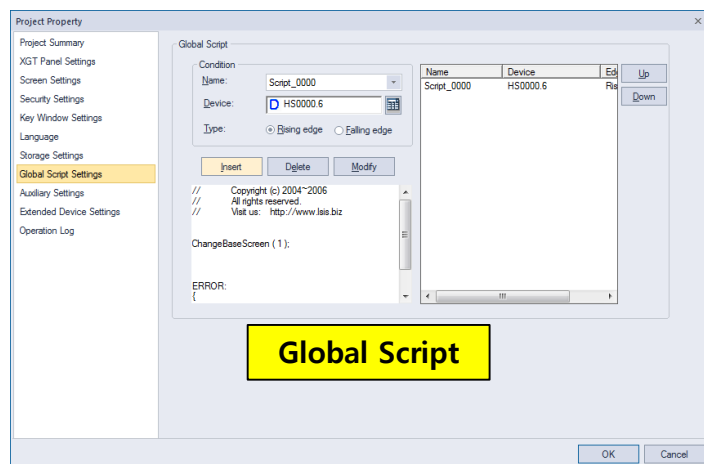 Project Property
Project Summary
XGT Panel Settings
Screen Settings
Security Settings
Key Window Settings
Language
Storage Settings
Global Script Settings
Auxiliary Settings
Extended Device Settings
Operation Log
Global Script
Condition
Name: Script_0000
Device: D HS0000.6
Type: Rising edge Falling edge
Insert Delete Modify
// Copyright (c) 2004~2006
// All rights reserved.
// Visit us: http://www.lsis.biz
ChangeBaseScreen ( 1 );
ERROR:
{
Name Device Ed
Script_0000 HS0000.6 Ris
Up
Down
Global Script
OK Cancel